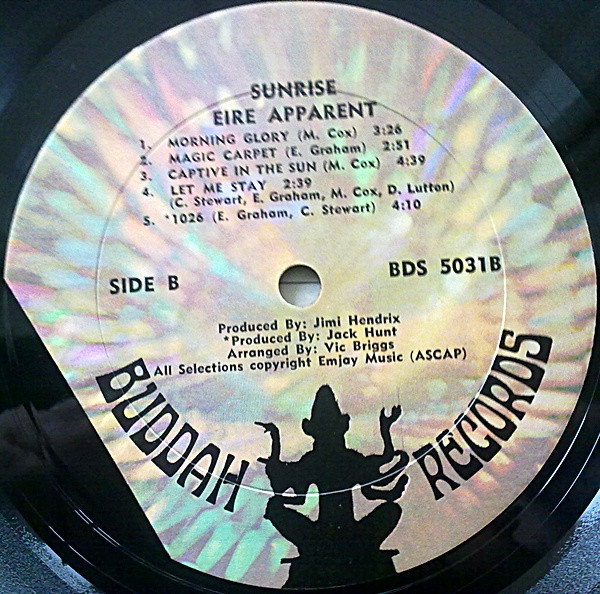 SUNRISE
EIRE APPARENT
1. MORNING GLORY (M. Cox) 3:26
2. MAGIC CARPET (E. Graham) 2:51
3. CAPTIVE IN THE SUN (M. Cox) 4:39
4. LET ME STAY 2:39
(C. Stewart, E. Graham, M. Cox, D. Lutton)
5. *1026 (E. Graham, C. Stewart) 4:10
SIDE B
BDS 5031B
Produced By: Jimi Hendrix
*Produced By: Jack Hunt
Arranged By: Vic Briggs
All Selections copyright Emjay Music (ASCAP)
BUDDAH RECORDS